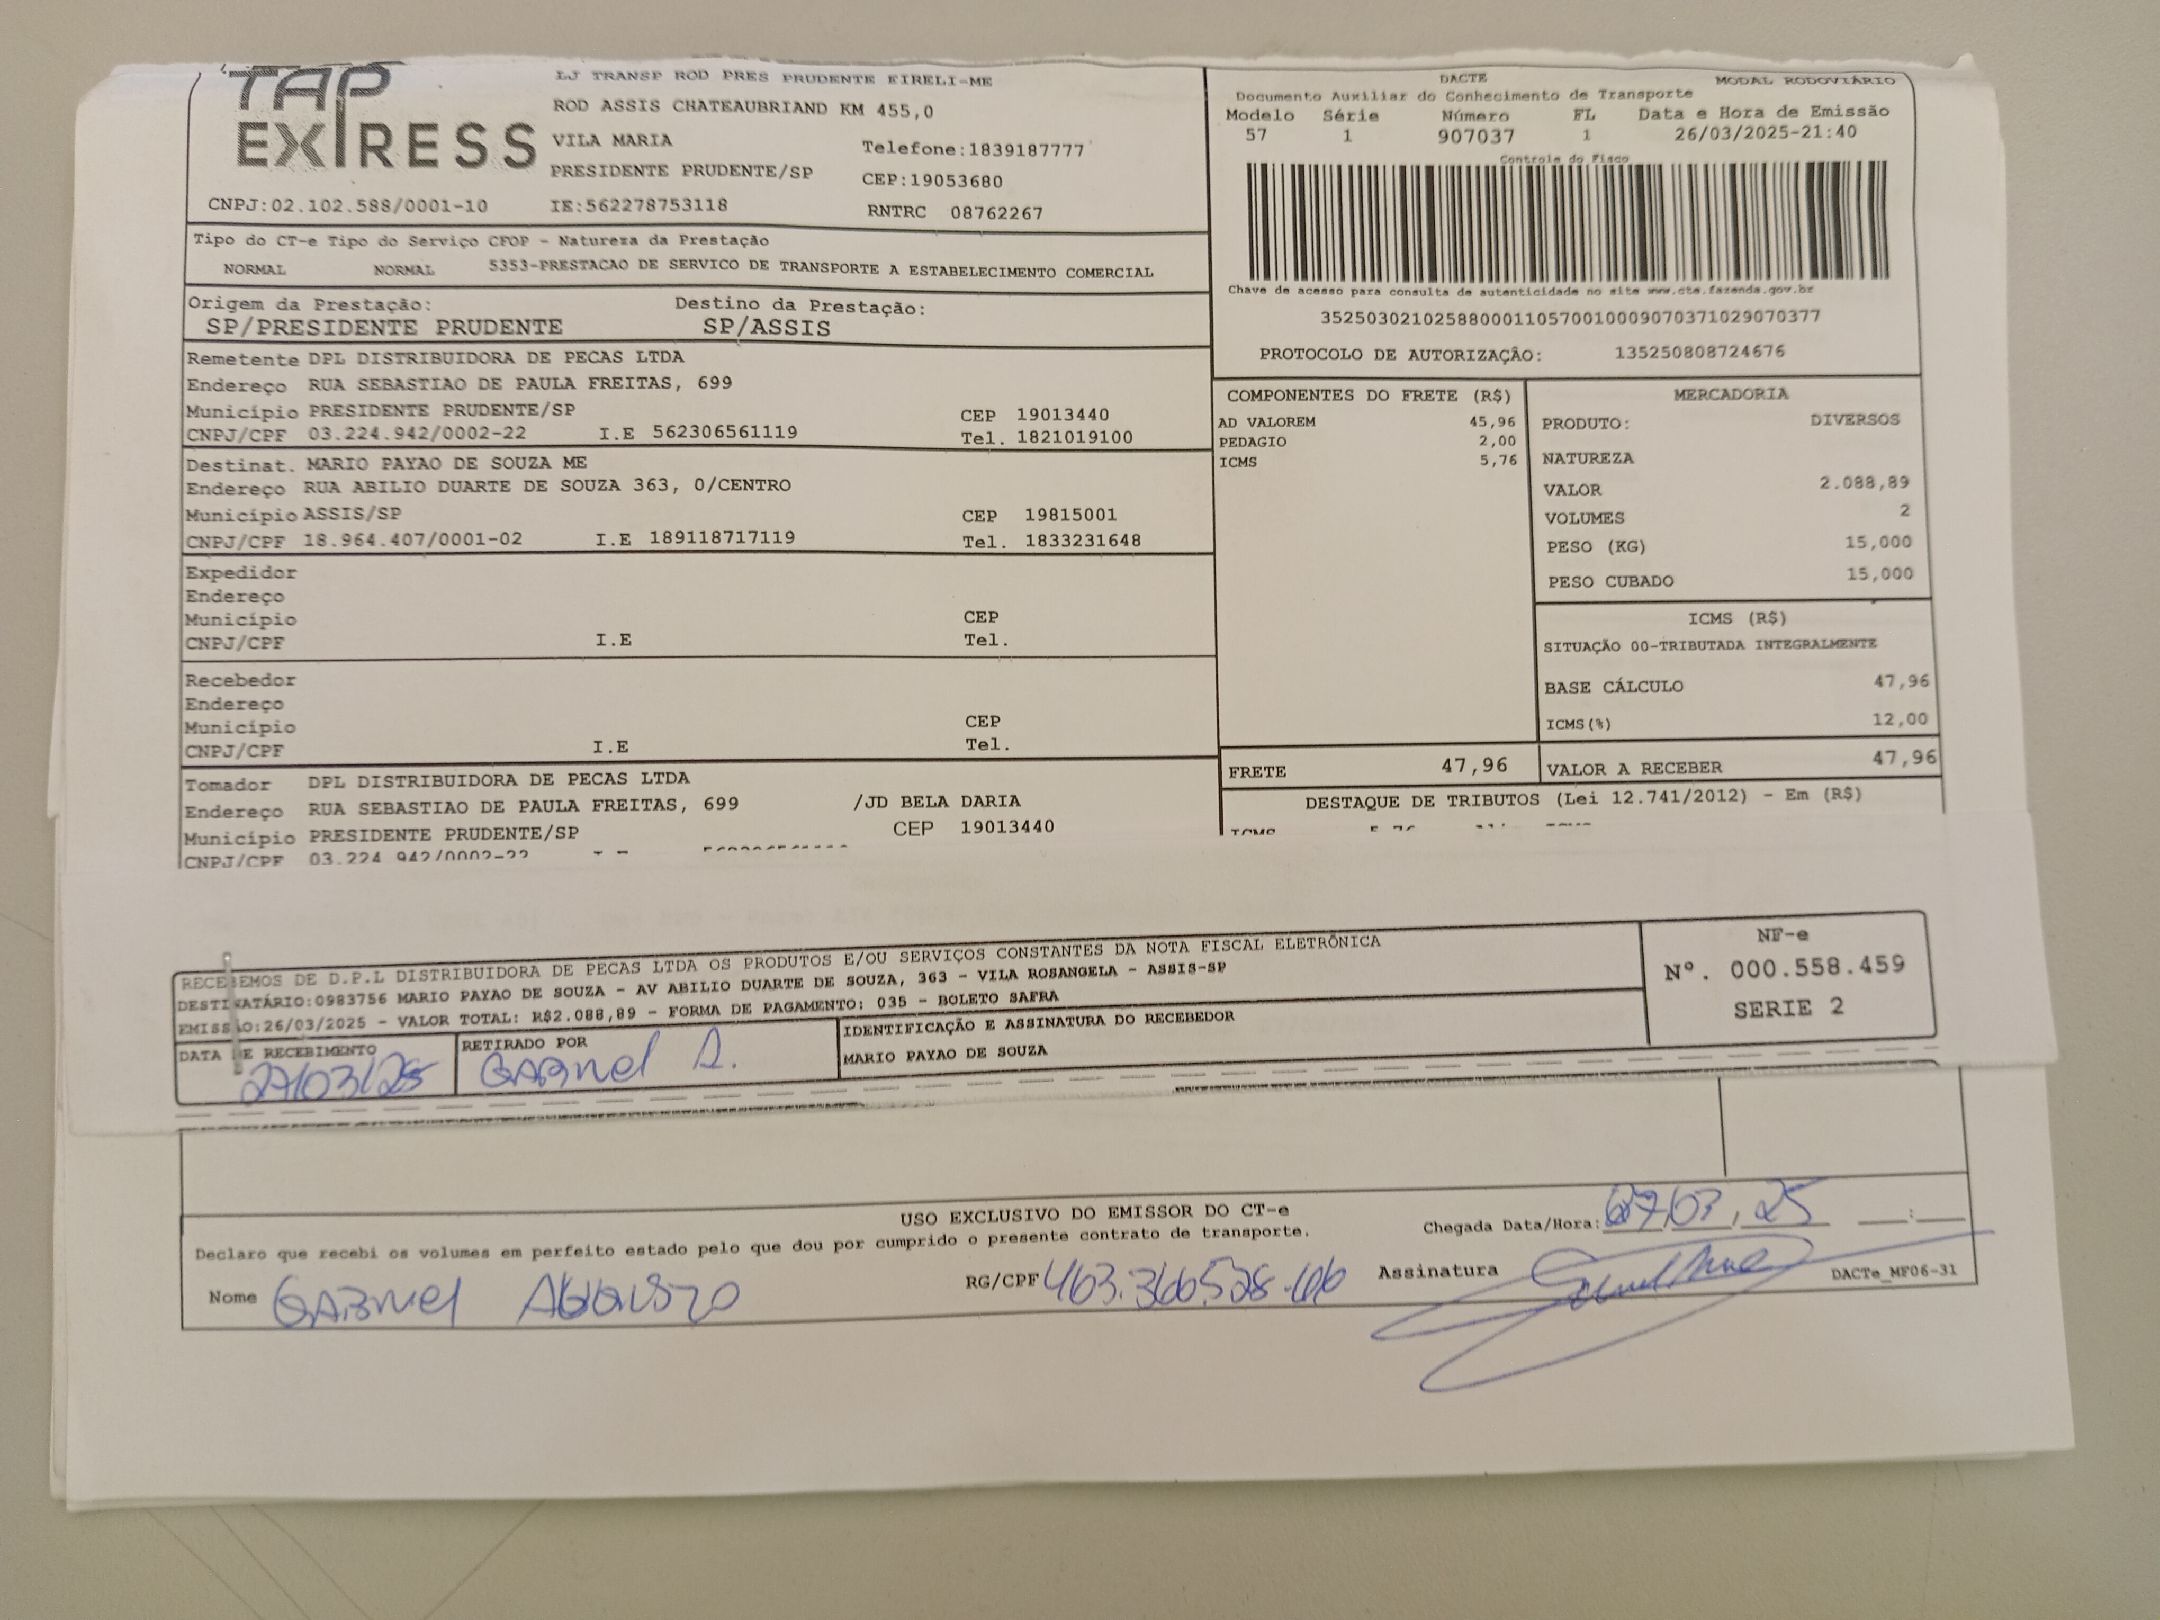 TAP EXPRESS
LJ TRANSP ROD PRES PRUDENTE EIRELI-ME
ROD ASSIS CHATEAUBRIAND KM 455,0
VILA MARIA Telefone:1839187777
PRESIDENTE PRUDENTE/SP CEP:19053680
CNPJ:02.102.588/0001-10 IE:562278753118 RNTRC 08762267
DACTE MODAL RODOVIÁRIO
Documento Auxiliar do Conhecimento de Transporte
Modelo Série Número FL Data e Hora de Emissão
57 1 907037 1 26/03/2025-21:40
Controle do Fisco
Chave de acesso para consulta de autenticidade no site www.cte.fazenda.gov.br
35250302102588000110570010009070371029070377
PROTOCOLO DE AUTORIZAÇÃO: 135250808724676
Tipo do CT-e Tipo do Serviço CFOP - Natureza da Prestação
NORMAL NORMAL 5353-PRESTACAO DE SERVICO DE TRANSPORTE A ESTABELECIMENTO COMERCIAL
Origem da Prestação: Destino da Prestação:
SP/PRESIDENTE PRUDENTE SP/ASSIS
Remetente DPL DISTRIBUIDORA DE PECAS LTDA
Endereço RUA SEBASTIAO DE PAULA FREITAS, 699
Município PRESIDENTE PRUDENTE/SP CEP 19013440
CNPJ/CPF 03.224.942/0002-22 I.E 562306561119 Tel. 1821019100
Destinat. MARIO PAYAO DE SOUZA ME
Endereço RUA ABILIO DUARTE DE SOUZA 363, 0/CENTRO
Município ASSIS/SP CEP 19815001
CNPJ/CPF 18.964.407/0001-02 I.E 189118717119 Tel. 1833231648
Expedidor
Endereço
Município CEP
CNPJ/CPF I.E Tel.
Recebedor
Endereço
Município CEP
CNPJ/CPF I.E Tel.
Tomador DPL DISTRIBUIDORA DE PECAS LTDA
Endereço RUA SEBASTIAO DE PAULA FREITAS, 699 /JD BELA DARIA
Município PRESIDENTE PRUDENTE/SP CEP 19013440
CNPJ/CPF 03.224.942/0002-22
COMPONENTES DO FRETE (R$)
AD VALOREM 45,96
PEDAGIO 2,00
ICMS 5,76
MERCADORIA
PRODUTO: DIVERSOS
NATUREZA
VALOR 2.088,89
VOLUMES 2
PESO (KG) 15,000
PESO CUBADO 15,000
ICMS (R$)
SITUAÇÃO 00-TRIBUTADA INTEGRALMENTE
BASE CÁLCULO 47,96
ICMS(%) 12,00
FRETE 47,96 VALOR A RECEBER 47,96
DESTAQUE DE TRIBUTOS (Lei 12.741/2012) - Em (R$)
RECEBEMOS DE D.P.L DISTRIBUIDORA DE PECAS LTDA OS PRODUTOS E/OU SERVIÇOS CONSTANTES DA NOTA FISCAL ELETRÔNICA
DESTINATÁRIO:0983756 MARIO PAYAO DE SOUZA - AV ABILIO DUARTE DE SOUZA, 363 - VILA ROSANGELA - ASSIS-SP
EMISSÃO:26/03/2025 - VALOR TOTAL: R$2.088,89 - FORMA DE PAGAMENTO: 035 - BOLETO SAFRA
DATA DE RECEBIMENTO RETIRADO POR IDENTIFICAÇÃO E ASSINATURA DO RECEBEDOR
27/03/25 GABRIEL A. MARIO PAYAO DE SOUZA
NF-e
Nº. 000.558.459
SERIE 2
USO EXCLUSIVO DO EMISSOR DO CT-e
Declaro que recebi os volumes em perfeito estado pelo que dou por cumprido o presente contrato de transporte.
Chegada Data/Hora: 27/03/25 :
Nome GABRIEL AUGUSTO RG/CPF Assinatura DACTe_MF06-31